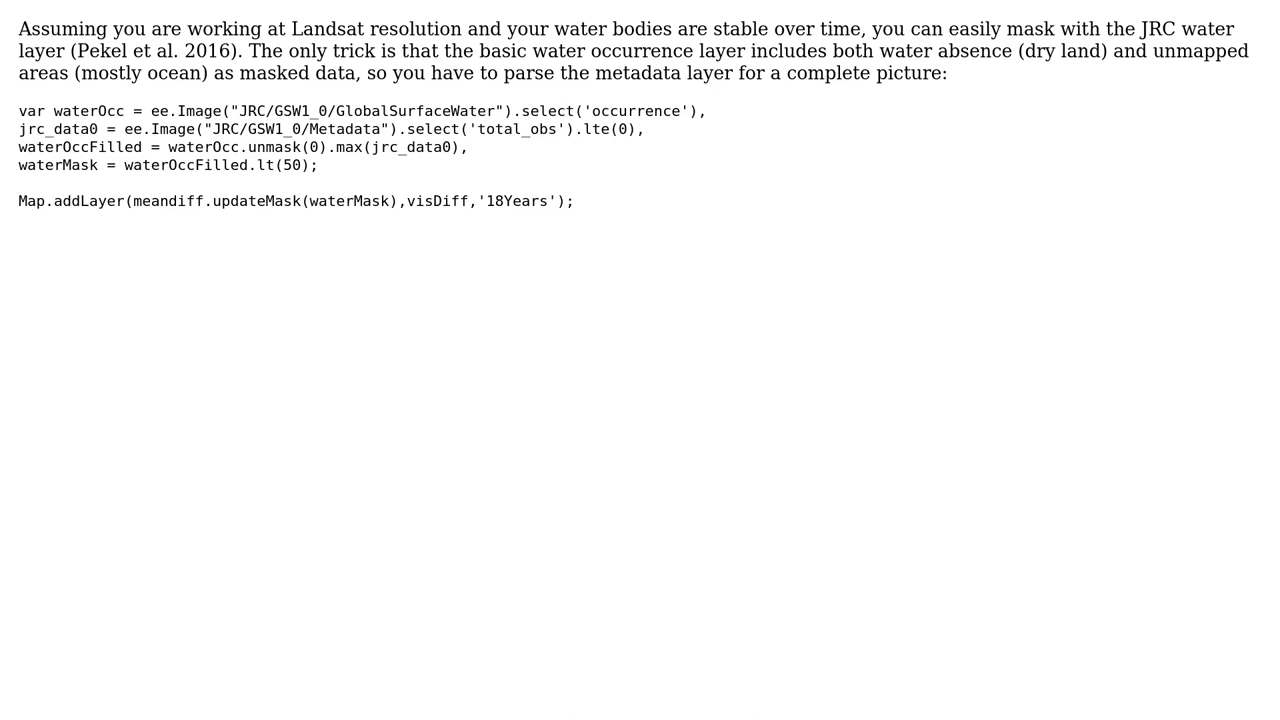 Assuming you are working at Landsat resolution and your water bodies are stable over time, you can easily mask with the JRC water
layer (Pekel et al. 2016). The only trick is that the basic water occurrence layer includes both water absence (dry land) and unmapped
areas (mostly ocean) as masked data, so you have to parse the metadata layer for a complete picture:
var waterOcc = ee.Image("JRC/GSW1_0/GlobalSurfaceWater").select('occurrence'),
jrc_data0 = ee.Image("JRC/GSW1_0/Metadata").select('total_obs').lte(0),
waterOccFilled = waterOcc.unmask(0).max(jrc_data0),
waterMask = waterOccFilled.lt(50);
Map.addLayer(meandiff.updateMask(waterMask),visDiff,'18Years');